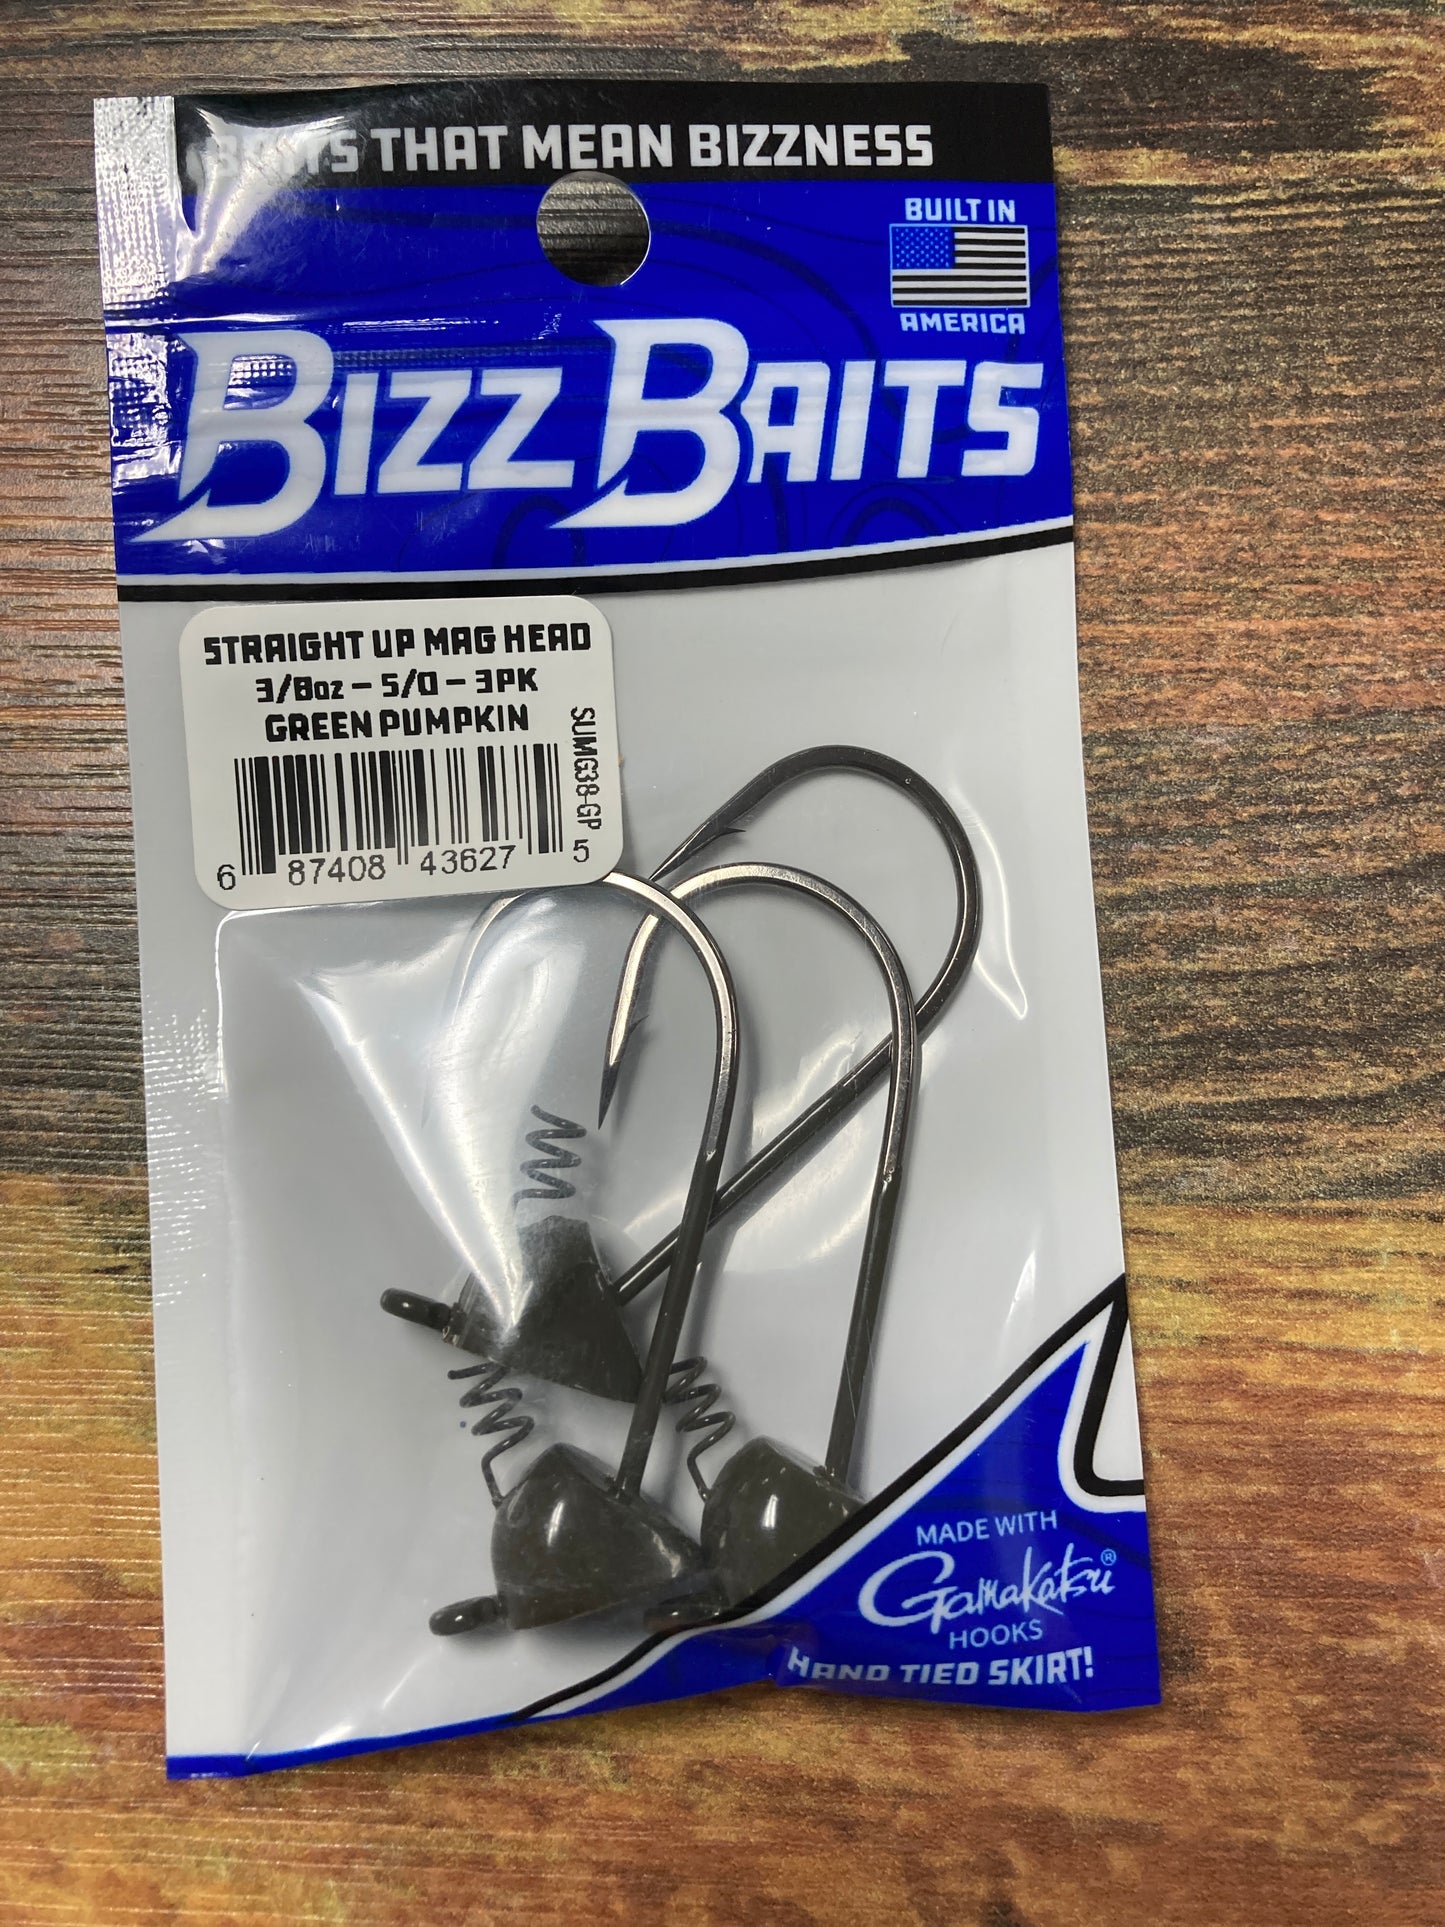 BAITS THAT MEAN BIZZNESS
BUILT IN
AMERICA
BIZZ BAITS
STRAIGHT UP MAG HEAD
3/8oz – 5/0 – 3PK
GREEN PUMPKIN
SUMG38-GP
6 87408 43627 5
MADE WITH
Gamakatsu®
HOOKS
HAND TIED SKIRT!